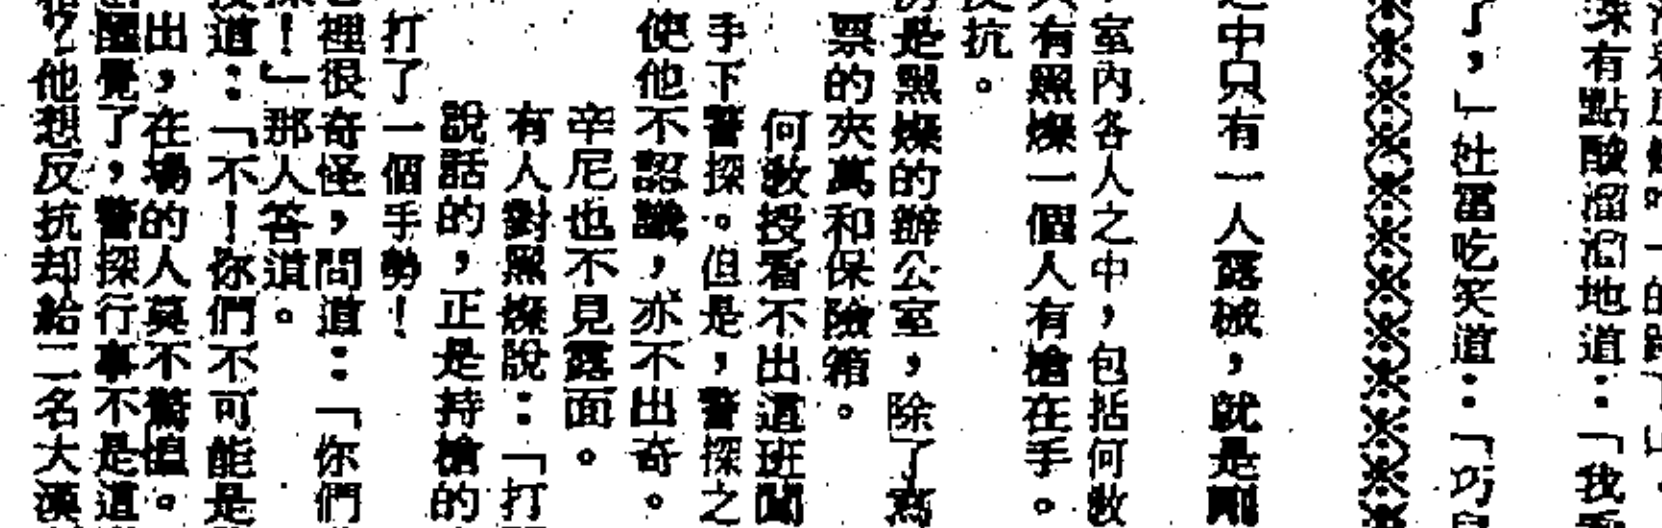 有點酸溜溜地道：「我
了，」杜雷吃笑道：「巧
中只有一人露械，就是剛
室內各人之中，包括何教
有黑燦一個人有槍在手。
抗。
是黑燦的辦公室，除了寫
票的夾萬和保險箱。
何教授看不出這班闖
手下警探。但是，警探之
使他不認識，亦不出奇。
辛尼也不見露面。
有人對黑燦說：「打
說話的，正是持槍的
打了一個手勢！
裡很奇怪，問道：「你們
！」那人答道。
道：「不！你們不可能是
出，在場的人莫不驚愕。
醒覺了，警探行事不是這
？他想反抗却給二名大漢